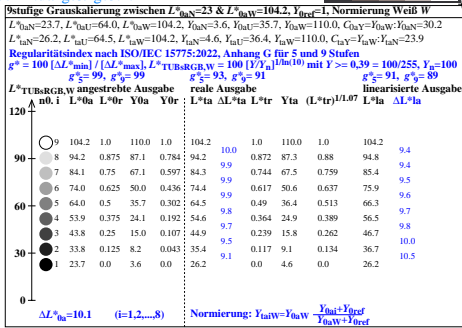 9stufige Grauskalierung zwischen L*0aN=23 & L*0aW=104.2, Y0ref=1, Normierung Weiß W
L*0aN=23.7, L*0aU=64.0, L*0aW=104.2, Y0aN=3.6, Y0aU=35.7, Y0aW=110.0, C0aY=Y0aW:Y0aN=30.2
L*taN=26.2, L*taU=64.5, L*taW=104.2, YtaN=4.6, YtaU=36.4, YtaW=110.0, CtaY=YtaW:YtaN=23.9
Regularitätsindex nach ISO/IEC 15775:2022, Anhang G für 5 und 9 Stufen
g* = 100 [ΔL*min] / [ΔL*max], L*TUBsRGB,W = 100 [Y/Yn]1/ln(10) mit Y >= 0,39 = 100/255, Yn=100
g*5= 99, g*9= 99 g*5= 93, g*9= 91 g*5= 91, g*9= 89
L*TUBsRGB,W angestrebte Ausgabe reale Ausgabe linearisierte Ausgabe
n0. i L*0a L*0r Y0a Y0r L*ta ΔL*ta L*tr Yta (L*tr)1/1.07 L*la ΔL*la
120
9 104.2 1.0 110.0 1.0 104.2 1.0 110.0 1.0 104.2
10.0 9.4
90 8 94.2 0.875 87.1 0.784 94.2 0.872 87.3 0.88 94.8
9.9 9.4
7 84.1 0.75 67.1 0.597 84.3 0.744 67.5 0.759 85.4
9.9 9.5
6 74.0 0.625 50.0 0.436 74.4 0.617 50.6 0.637 75.9
9.9 9.6
60 5 64.0 0.5 35.7 0.302 64.5 0.49 36.4 0.513 66.3
9.8 9.7
4 53.9 0.375 24.1 0.192 54.6 0.364 24.9 0.389 56.5
9.7 9.8
3 43.8 0.25 15.0 0.107 44.9 0.239 15.8 0.262 46.7
9.5 10.0
30 2 33.8 0.125 8.2 0.043 35.4 0.117 9.1 0.134 36.7
9.1 10.5
1 23.7 0.0 3.6 0.0 26.2 0.0 4.6 0.0 26.2
0
ΔL*0a=10.1 (i=1,2,...,8) Normierung: YtaiW=Y0aW Y0ai+Y0ref
Y0aW+Y0ref